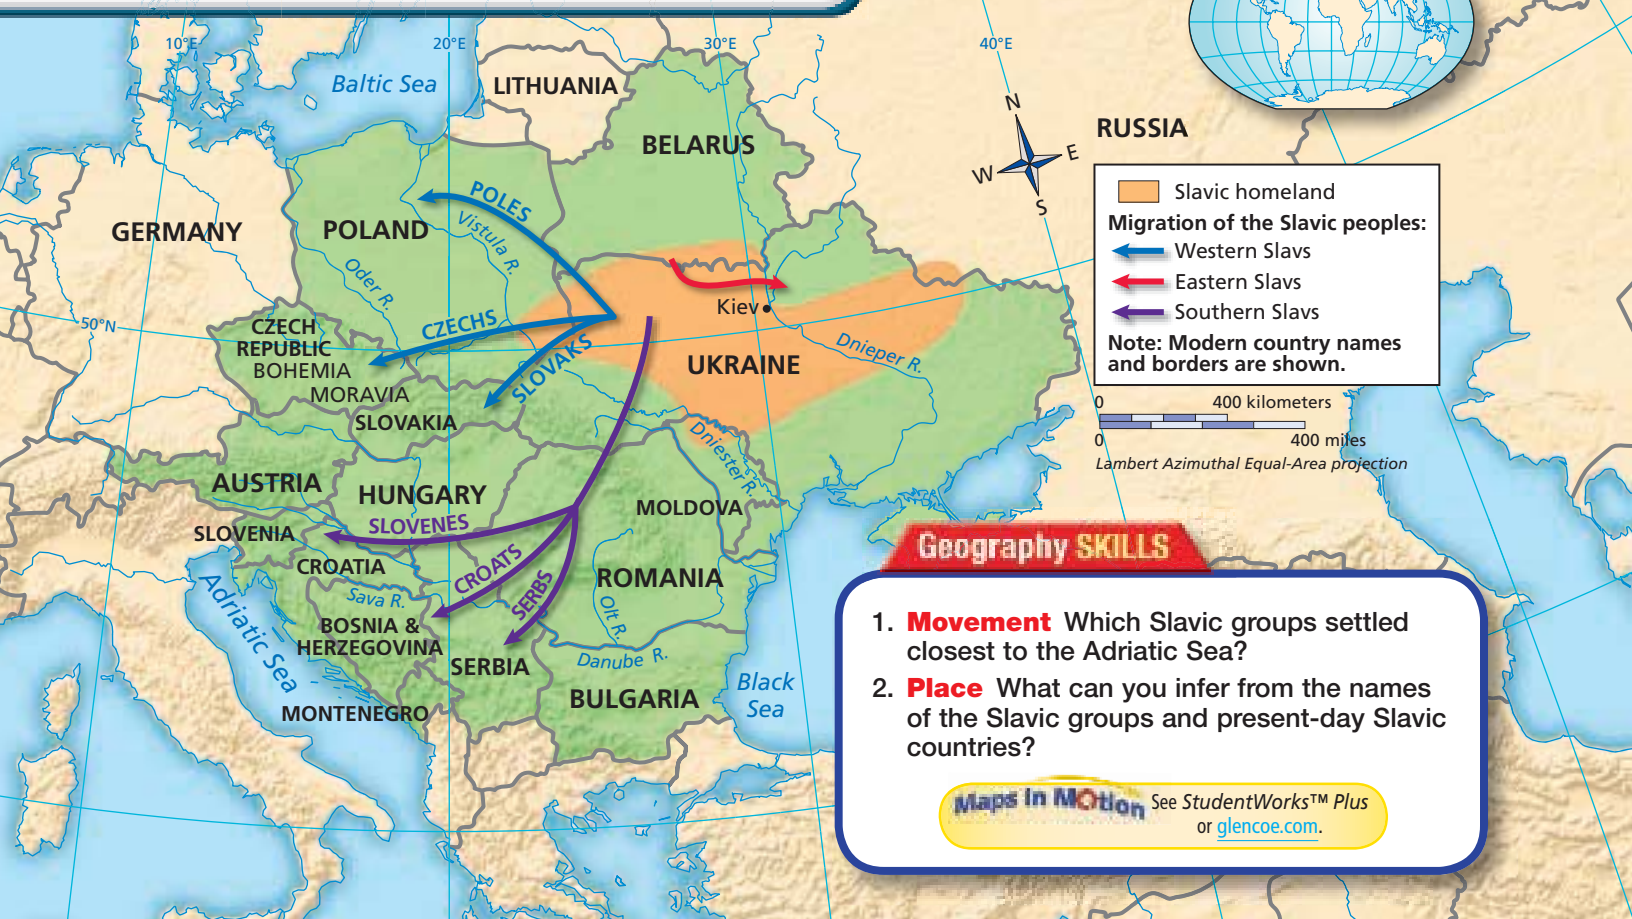 10°E
20°E
30°E
40°E
Baltic Sea
LITHUANIA
BELARUS
RUSSIA
N
E
W
S
GERMANY
POLAND
POLES
Vistula R.
Oder R.
50°N
CZECHS
SLOVAKS
CZECH
REPUBLIC
BOHEMIA
MORAVIA
SLOVAKIA
Kiev
UKRAINE
Dnieper R.
Dniester R.
AUSTRIA
HUNGARY
MOLDOVA
SLOVENIA
SLOVENES
CROATIA
CROATS
SERBS
ROMANIA
Sava R.
Olt R.
Adriatic Sea
BOSNIA &
HERZEGOVINA
SERBIA
Danube R.
MONTENEGRO
BULGARIA
Black
Sea
Slavic homeland
Migration of the Slavic peoples:
Western Slavs
Eastern Slavs
Southern Slavs
Note: Modern country names
and borders are shown.
0 400 kilometers
0 400 miles
Lambert Azimuthal Equal-Area projection
Geography SKILLS
1. Movement Which Slavic groups settled
closest to the Adriatic Sea?
2. Place What can you infer from the names
of the Slavic groups and present-day Slavic
countries?
Maps In Motion See StudentWorks™ Plus
or glencoe.com.